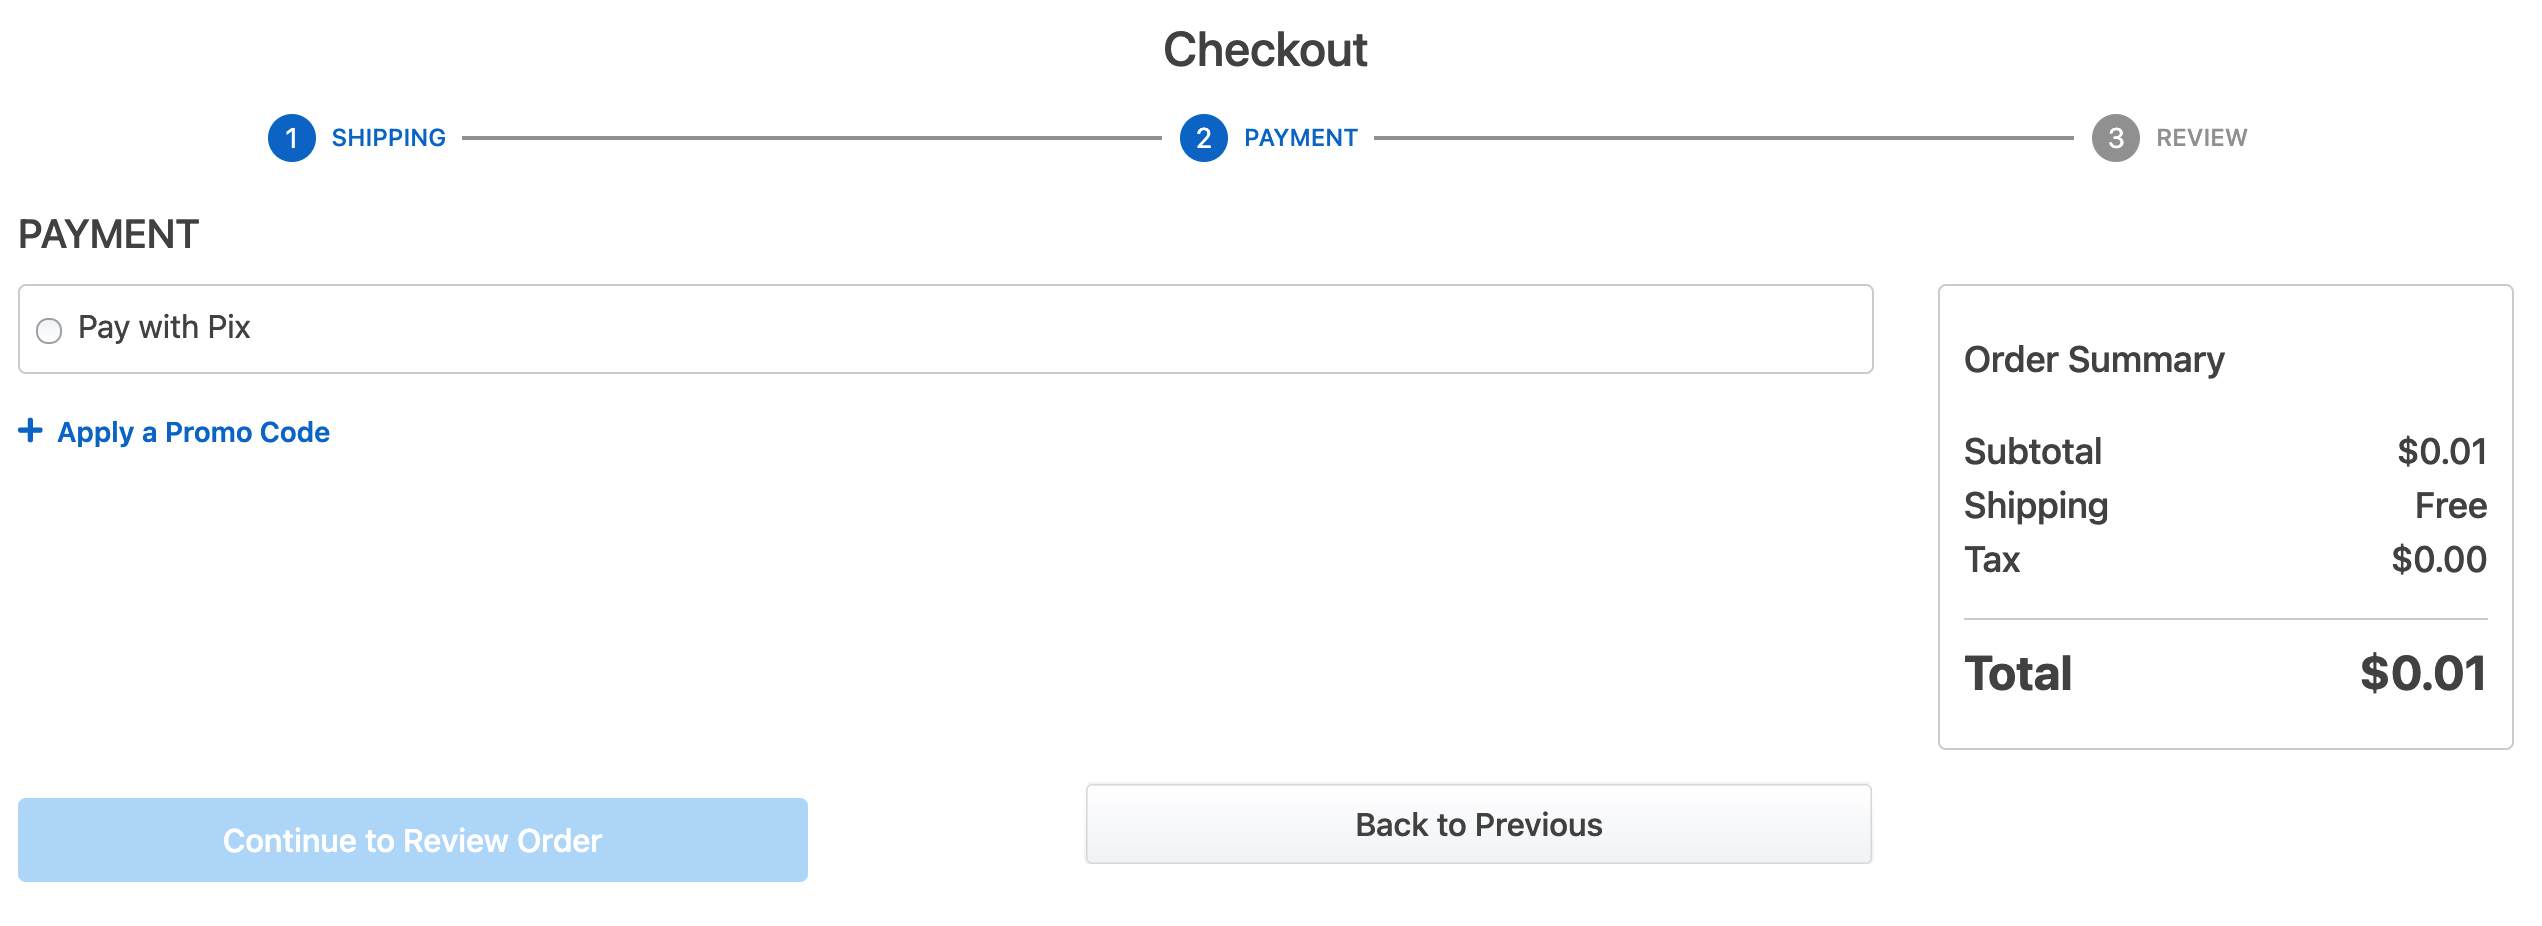 Checkout
1 SHIPPING 2 PAYMENT 3 REVIEW
PAYMENT
Pay with Pix
+ Apply a Promo Code
Order Summary
Subtotal $0.01
Shipping Free
Tax $0.00
Total $0.01
Continue to Review Order
Back to Previous